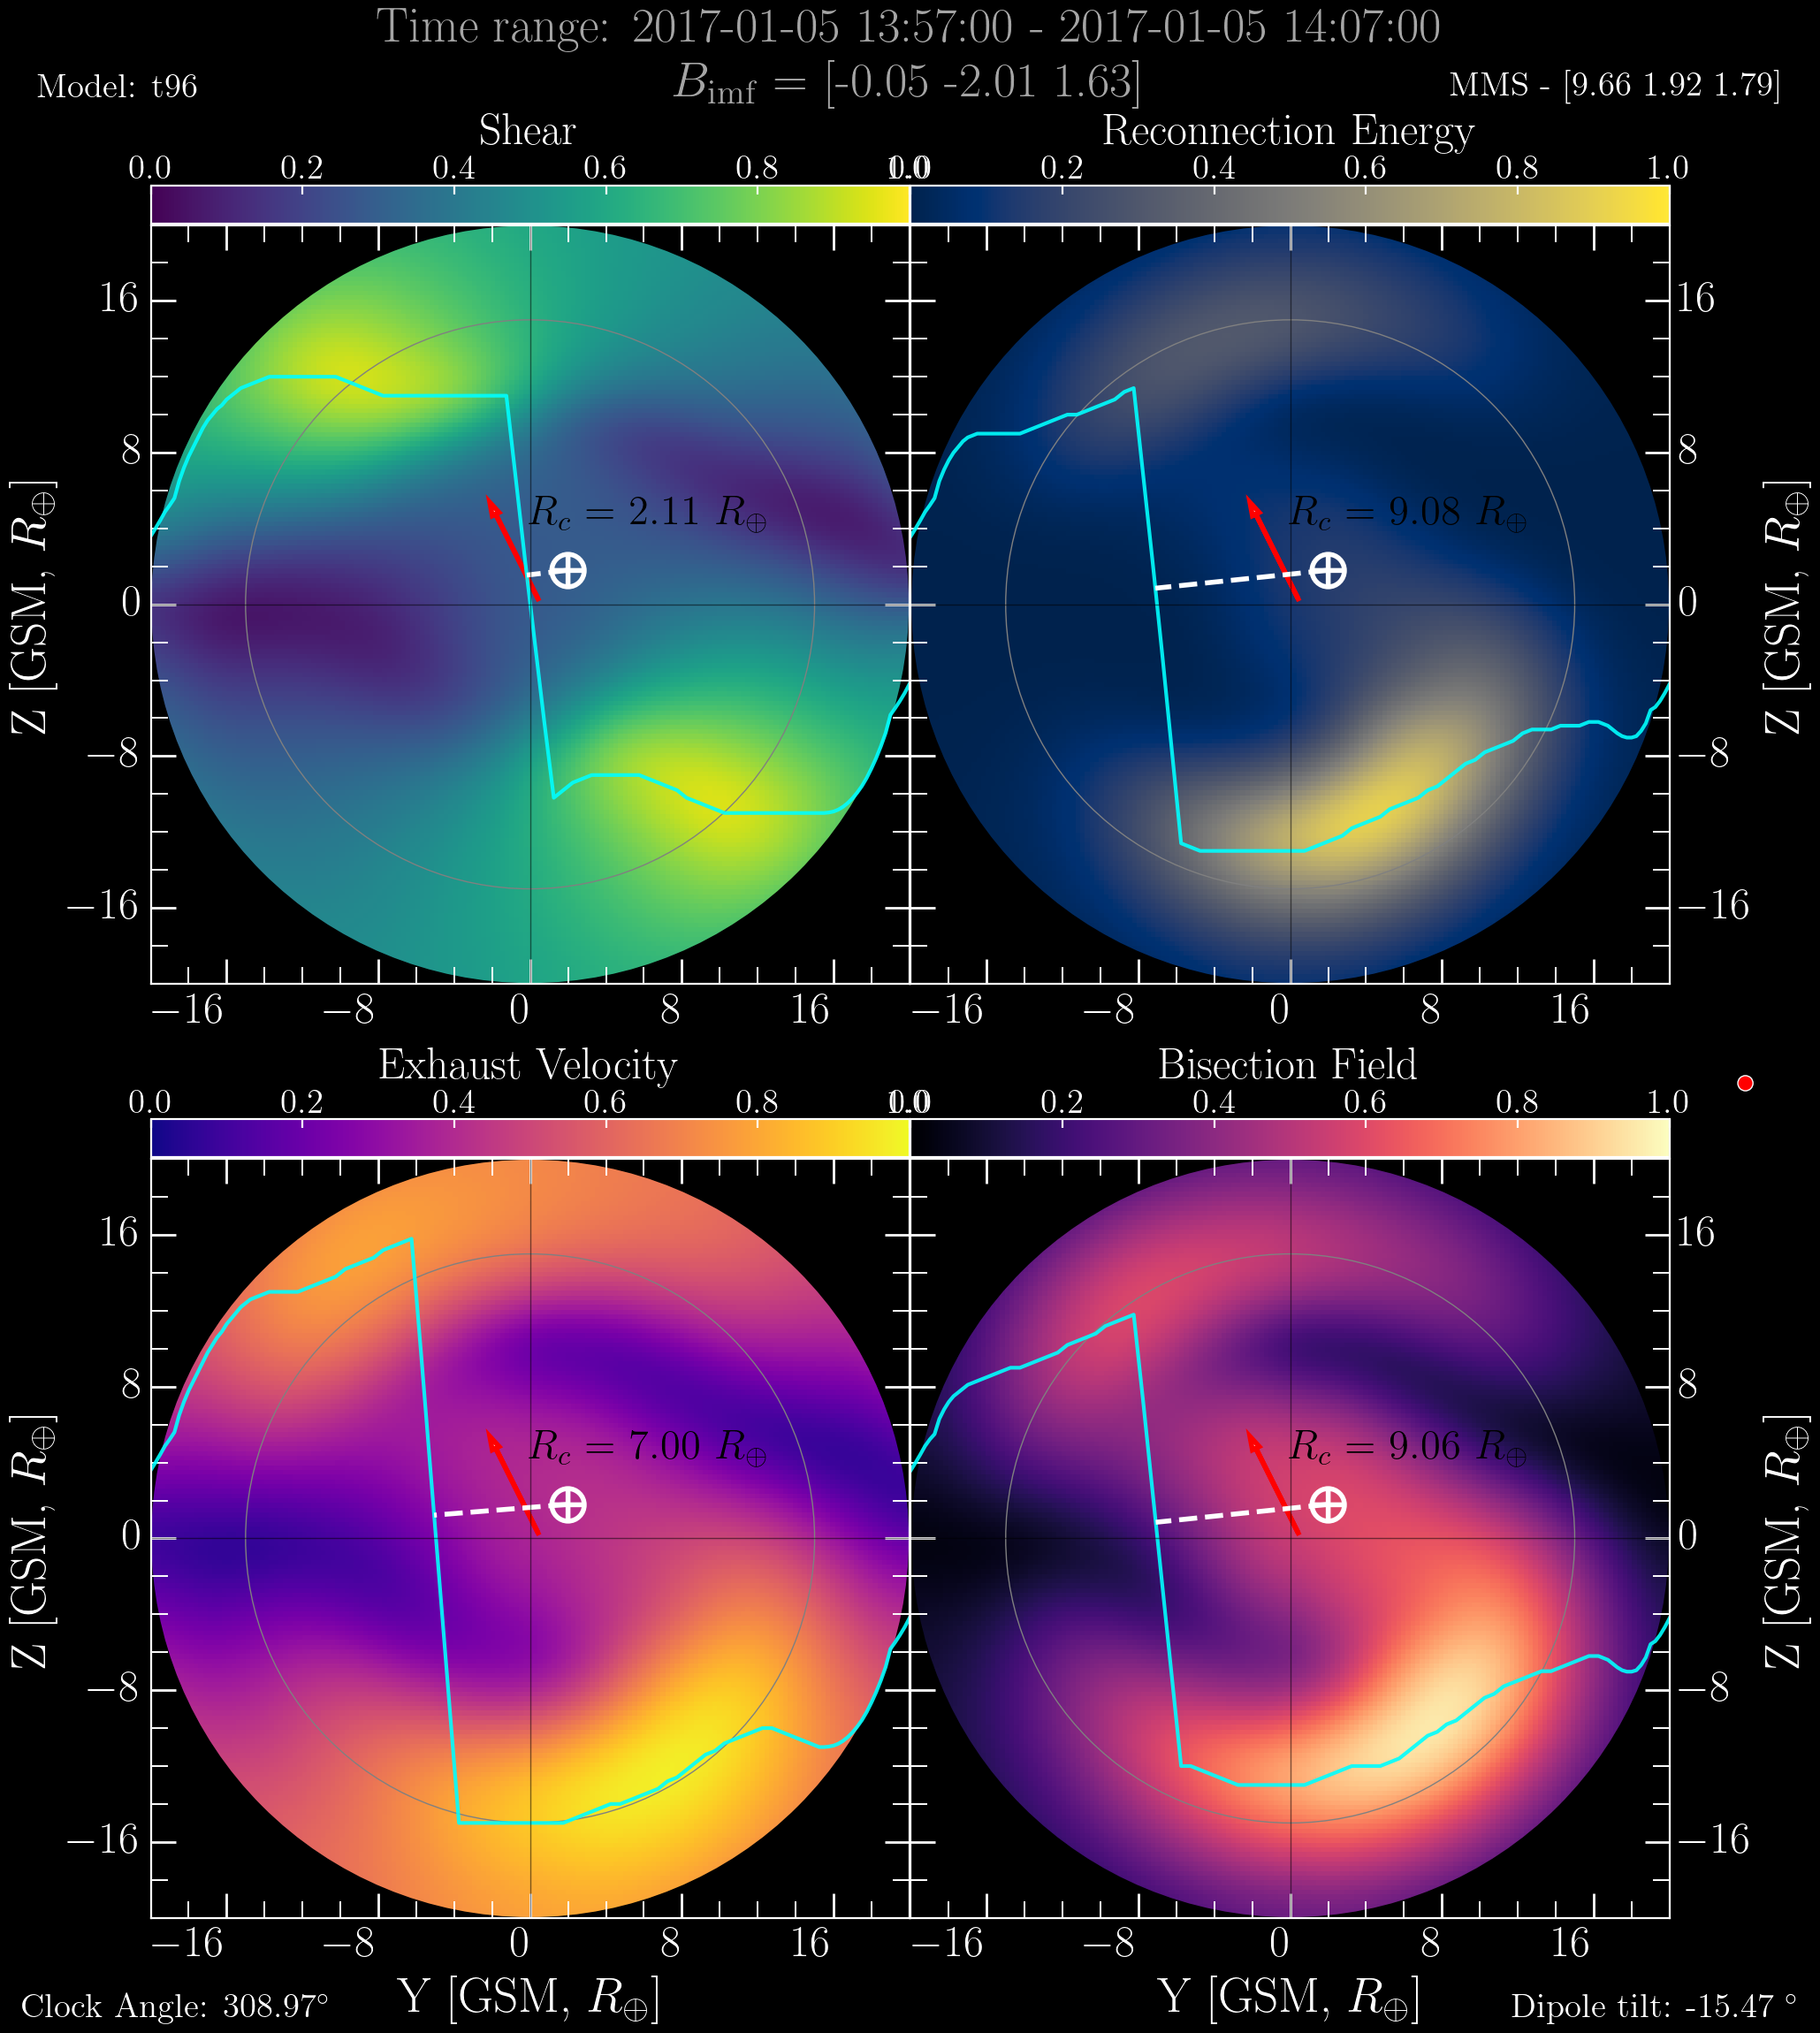 Time range: 2017-01-05 13:57:00 - 2017-01-05 14:07:00
Model: t96
B_imf = [-0.05 -2.01 1.63]
MMS - [9.66 1.92 1.79]
Shear
Reconnection Energy
0.0 0.2 0.4 0.6 0.8 1.0
0.0 0.2 0.4 0.6 0.8 1.0
16
8
0
−8
−16
Z [GSM, R⊕]
R_c = 2.11 R⊕
R_c = 9.08 R⊕
16
8
0
−8
−16
Z [GSM, R⊕]
−16 −8 0 8 16
−16 −8 0 8 16
Exhaust Velocity
Bisection Field
0.0 0.2 0.4 0.6 0.8 1.0
0.0 0.2 0.4 0.6 0.8 1.0
16
8
0
−8
−16
Z [GSM, R⊕]
R_c = 7.00 R⊕
R_c = 9.06 R⊕
16
8
0
−8
−16
Z [GSM, R⊕]
−16 −8 0 8 16
−16 −8 0 8 16
Y [GSM, R⊕]
Y [GSM, R⊕]
Clock Angle: 308.97°
Dipole tilt: -15.47 °